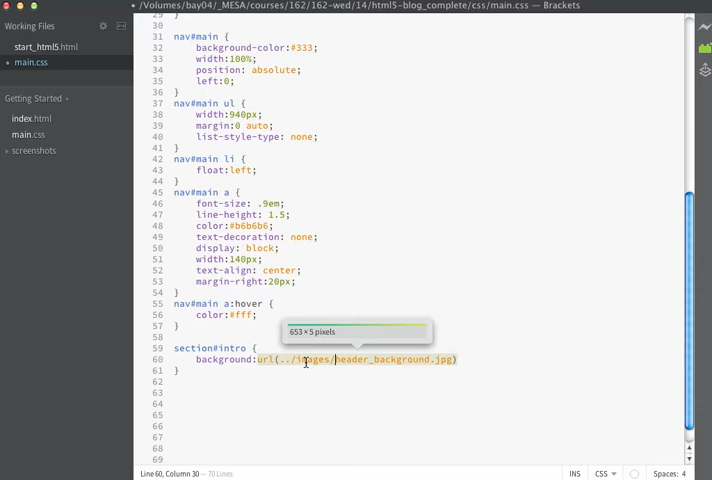 /Volumes/bay04/_MESA/courses/162/162-wed/14/html5-blog_complete/css/main.css — Brackets
Working Files
start_html5.html
main.css
Getting Started
index.html
main.css
screenshots
29 }
30
31 nav#main {
32 background-color:#333;
33 width:100%;
34 position: absolute;
35 left:0;
36 }
37 nav#main ul {
38 width:940px;
39 margin:0 auto;
40 list-style-type: none;
41 }
42 nav#main li {
43 float:left;
44 }
45 nav#main a {
46 font-size: .9em;
47 line-height: 1.5;
48 color:#b6b6b6;
49 text-decoration: none;
50 display: block;
51 width:140px;
52 text-align: center;
53 margin-right:20px;
54 }
55 nav#main a:hover {
56 color:#fff;
57 }
58
653 × 5 pixels
59 section#intro {
60 background:url(../images/header_background.jpg)
61 }
62
63
64
65
66
67
68
69
Line 60, Column 30 — 70 Lines
INS
CSS
Spaces: 4